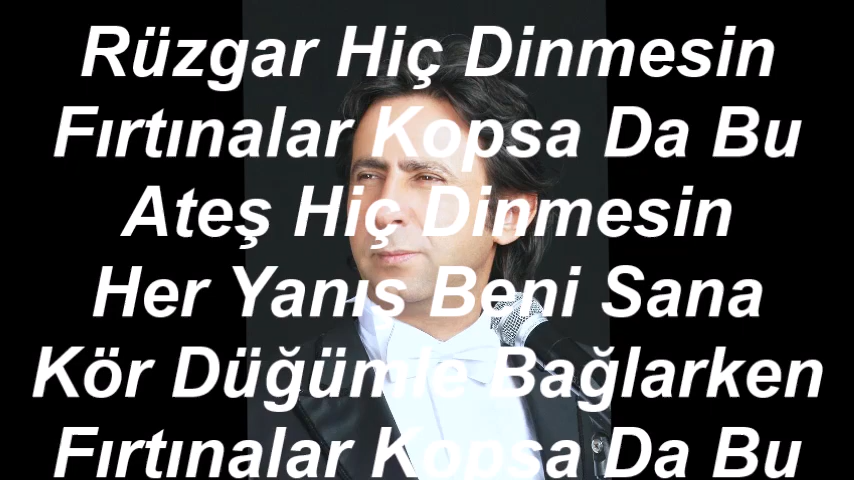 Rüzgar Hiç Dinmesin
Fırtınalar Kopsa Da Bu
Ateş Hiç Dinmesin
Her Yanış Beni Sana
Kör Düğümle Bağlarken
Fırtınalar Kopsa Da Bu